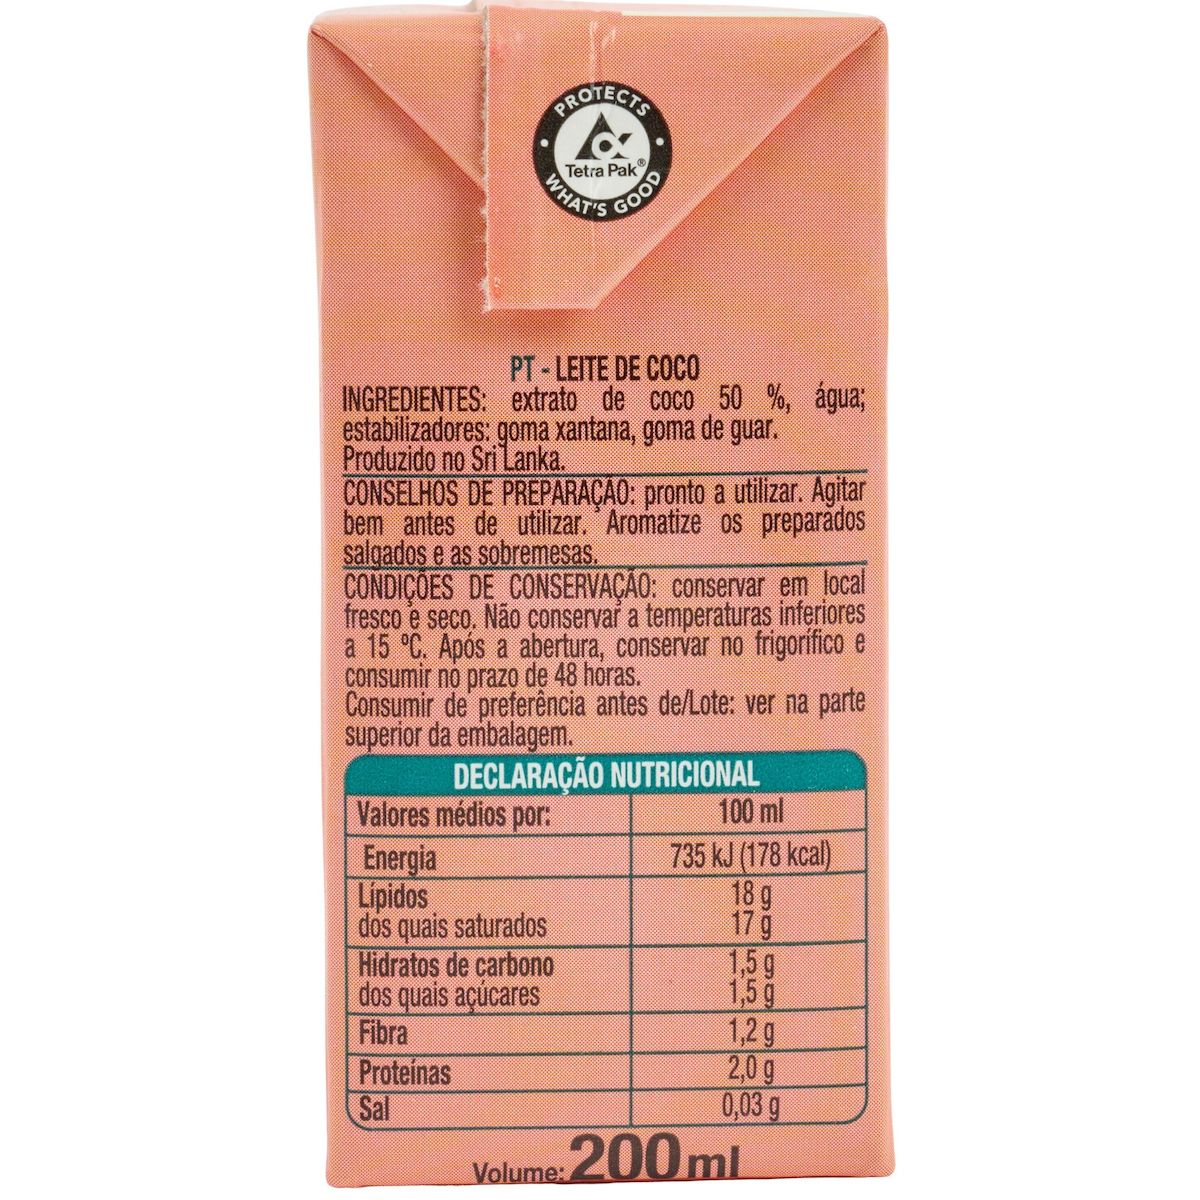 PROTECTS
Tetra Pak®
WHAT'S GOOD
PT - LEITE DE COCO
INGREDIENTES: extrato de coco 50 %, água;
estabilizadores: goma xantana, goma de guar.
Produzido no Sri Lanka.
CONSELHOS DE PREPARAÇÃO: pronto a utilizar. Agitar
bem antes de utilizar. Aromatize os preparados
salgados e as sobremesas.
CONDIÇÕES DE CONSERVAÇÃO: conservar em local
fresco e seco. Não conservar a temperaturas inferiores
a 15 ºC. Após a abertura, conservar no frigorífico e
consumir no prazo de 48 horas.
Consumir de preferência antes de/Lote: ver na parte
superior da embalagem.
DECLARAÇÃO NUTRICIONAL
Valores médios por: 100 ml
Energia 735 kJ (178 kcal)
Lípidos 18 g
dos quais saturados 17 g
Hidratos de carbono 1,5 g
dos quais açúcares 1,5 g
Fibra 1,2 g
Proteínas 2,0 g
Sal 0,03 g
Volume: 200 ml